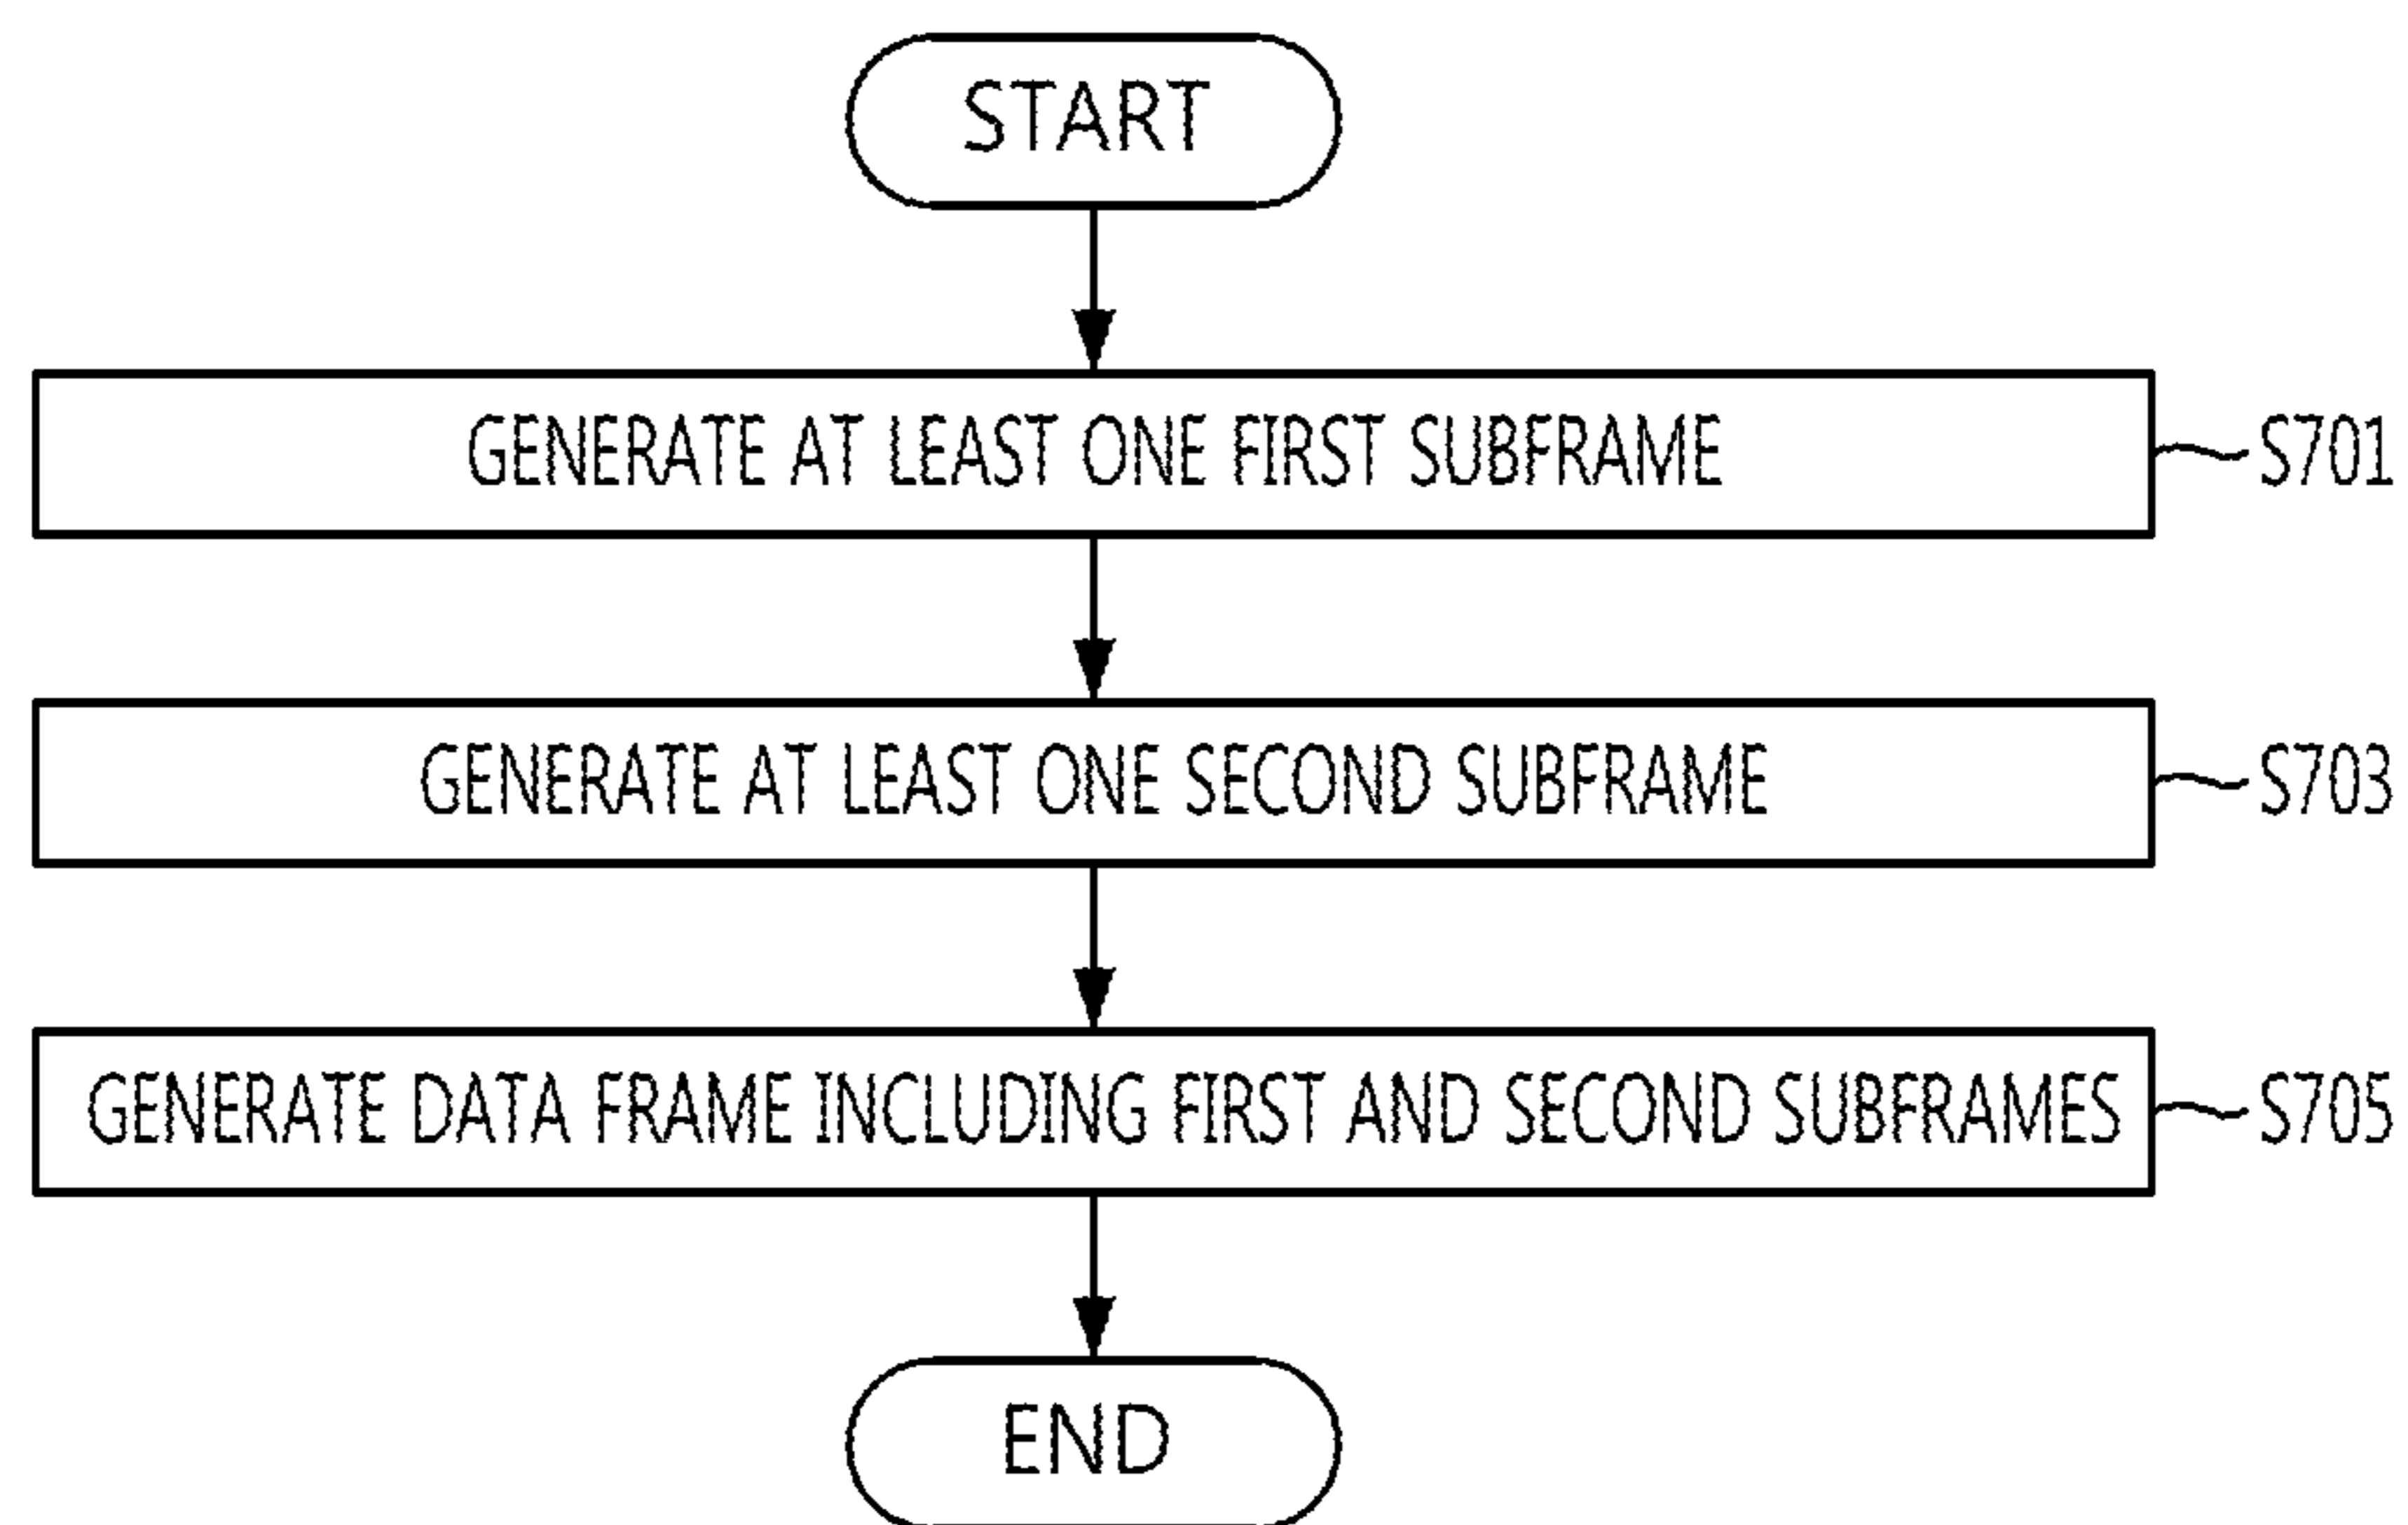 START
GENERATE AT LEAST ONE FIRST SUBFRAME
S701
GENERATE AT LEAST ONE SECOND SUBFRAME
S703
GENERATE DATA FRAME INCLUDING FIRST AND SECOND SUBFRAMES
S705
END